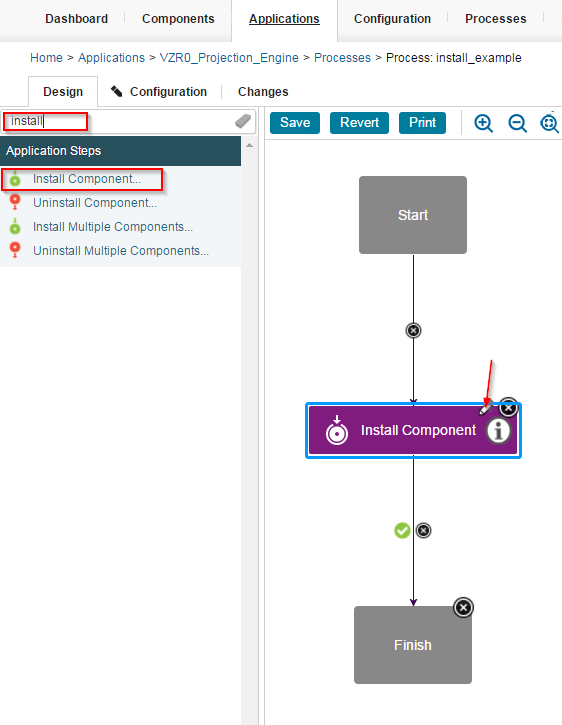 Dashboard Components Applications Configuration Processes
Home > Applications > VZR0_Projection_Engine > Processes > Process: install_example
Design Configuration Changes
install
Save Revert Print
Application Steps
Install Component...
Uninstall Component...
Install Multiple Components...
Uninstall Multiple Components...
Start
Install Component
Finish